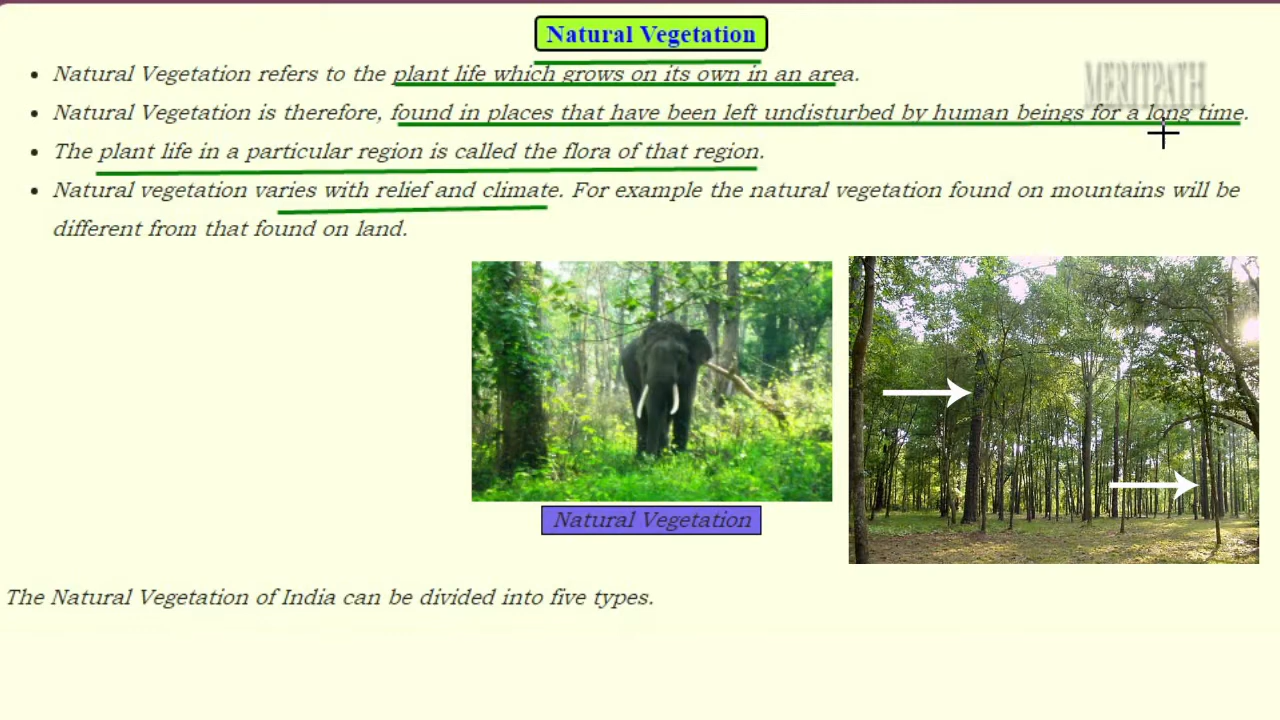 Natural Vegetation
• Natural Vegetation refers to the plant life which grows on its own in an area.
MERITPATH
• Natural Vegetation is therefore, found in places that have been left undisturbed by human beings for a long time.
• The plant life in a particular region is called the flora of that region.
• Natural vegetation varies with relief and climate. For example the natural vegetation found on mountains will be
different from that found on land.
Natural Vegetation
The Natural Vegetation of India can be divided into five types.